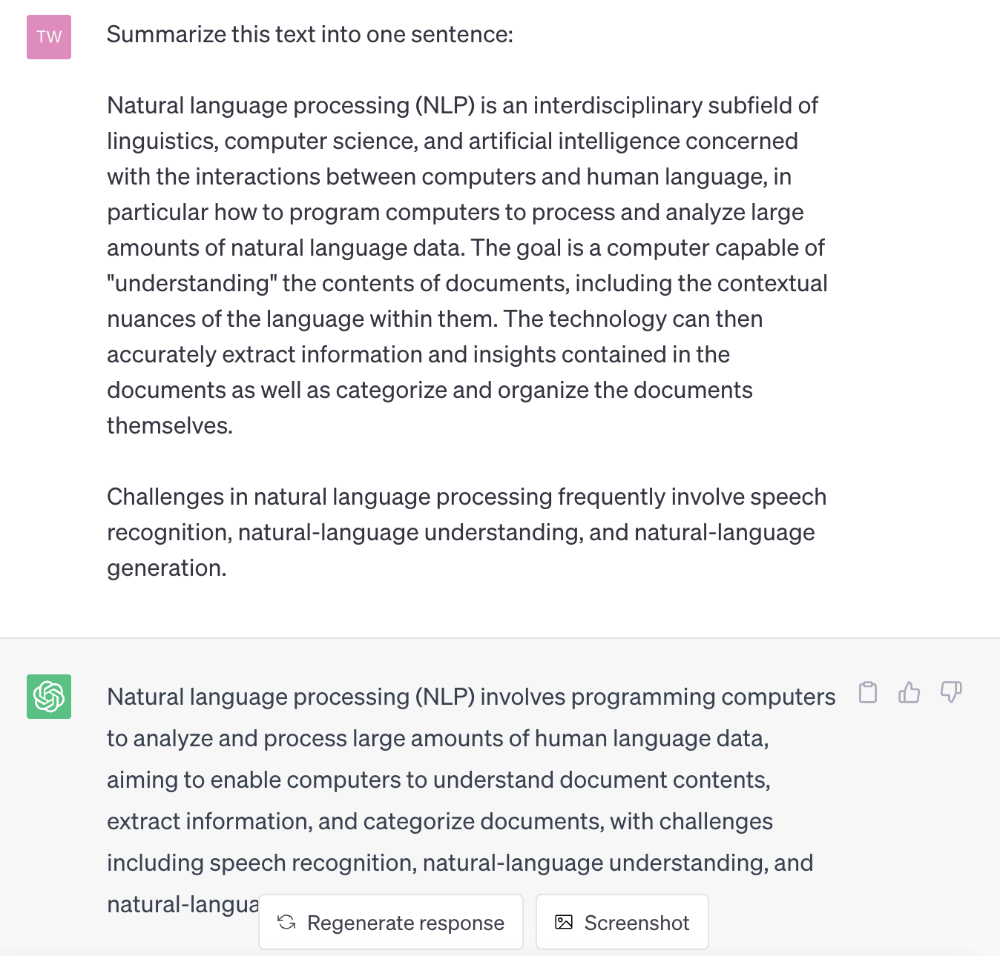 TW
Summarize this text into one sentence:
Natural language processing (NLP) is an interdisciplinary subfield of
linguistics, computer science, and artificial intelligence concerned
with the interactions between computers and human language, in
particular how to program computers to process and analyze large
amounts of natural language data. The goal is a computer capable of
"understanding" the contents of documents, including the contextual
nuances of the language within them. The technology can then
accurately extract information and insights contained in the
documents as well as categorize and organize the documents
themselves.
Challenges in natural language processing frequently involve speech
recognition, natural-language understanding, and natural-language
generation.
Natural language processing (NLP) involves programming computers
to analyze and process large amounts of human language data,
aiming to enable computers to understand document contents,
extract information, and categorize documents, with challenges
including speech recognition, natural-language understanding, and
natural-langua
Regenerate response
Screenshot